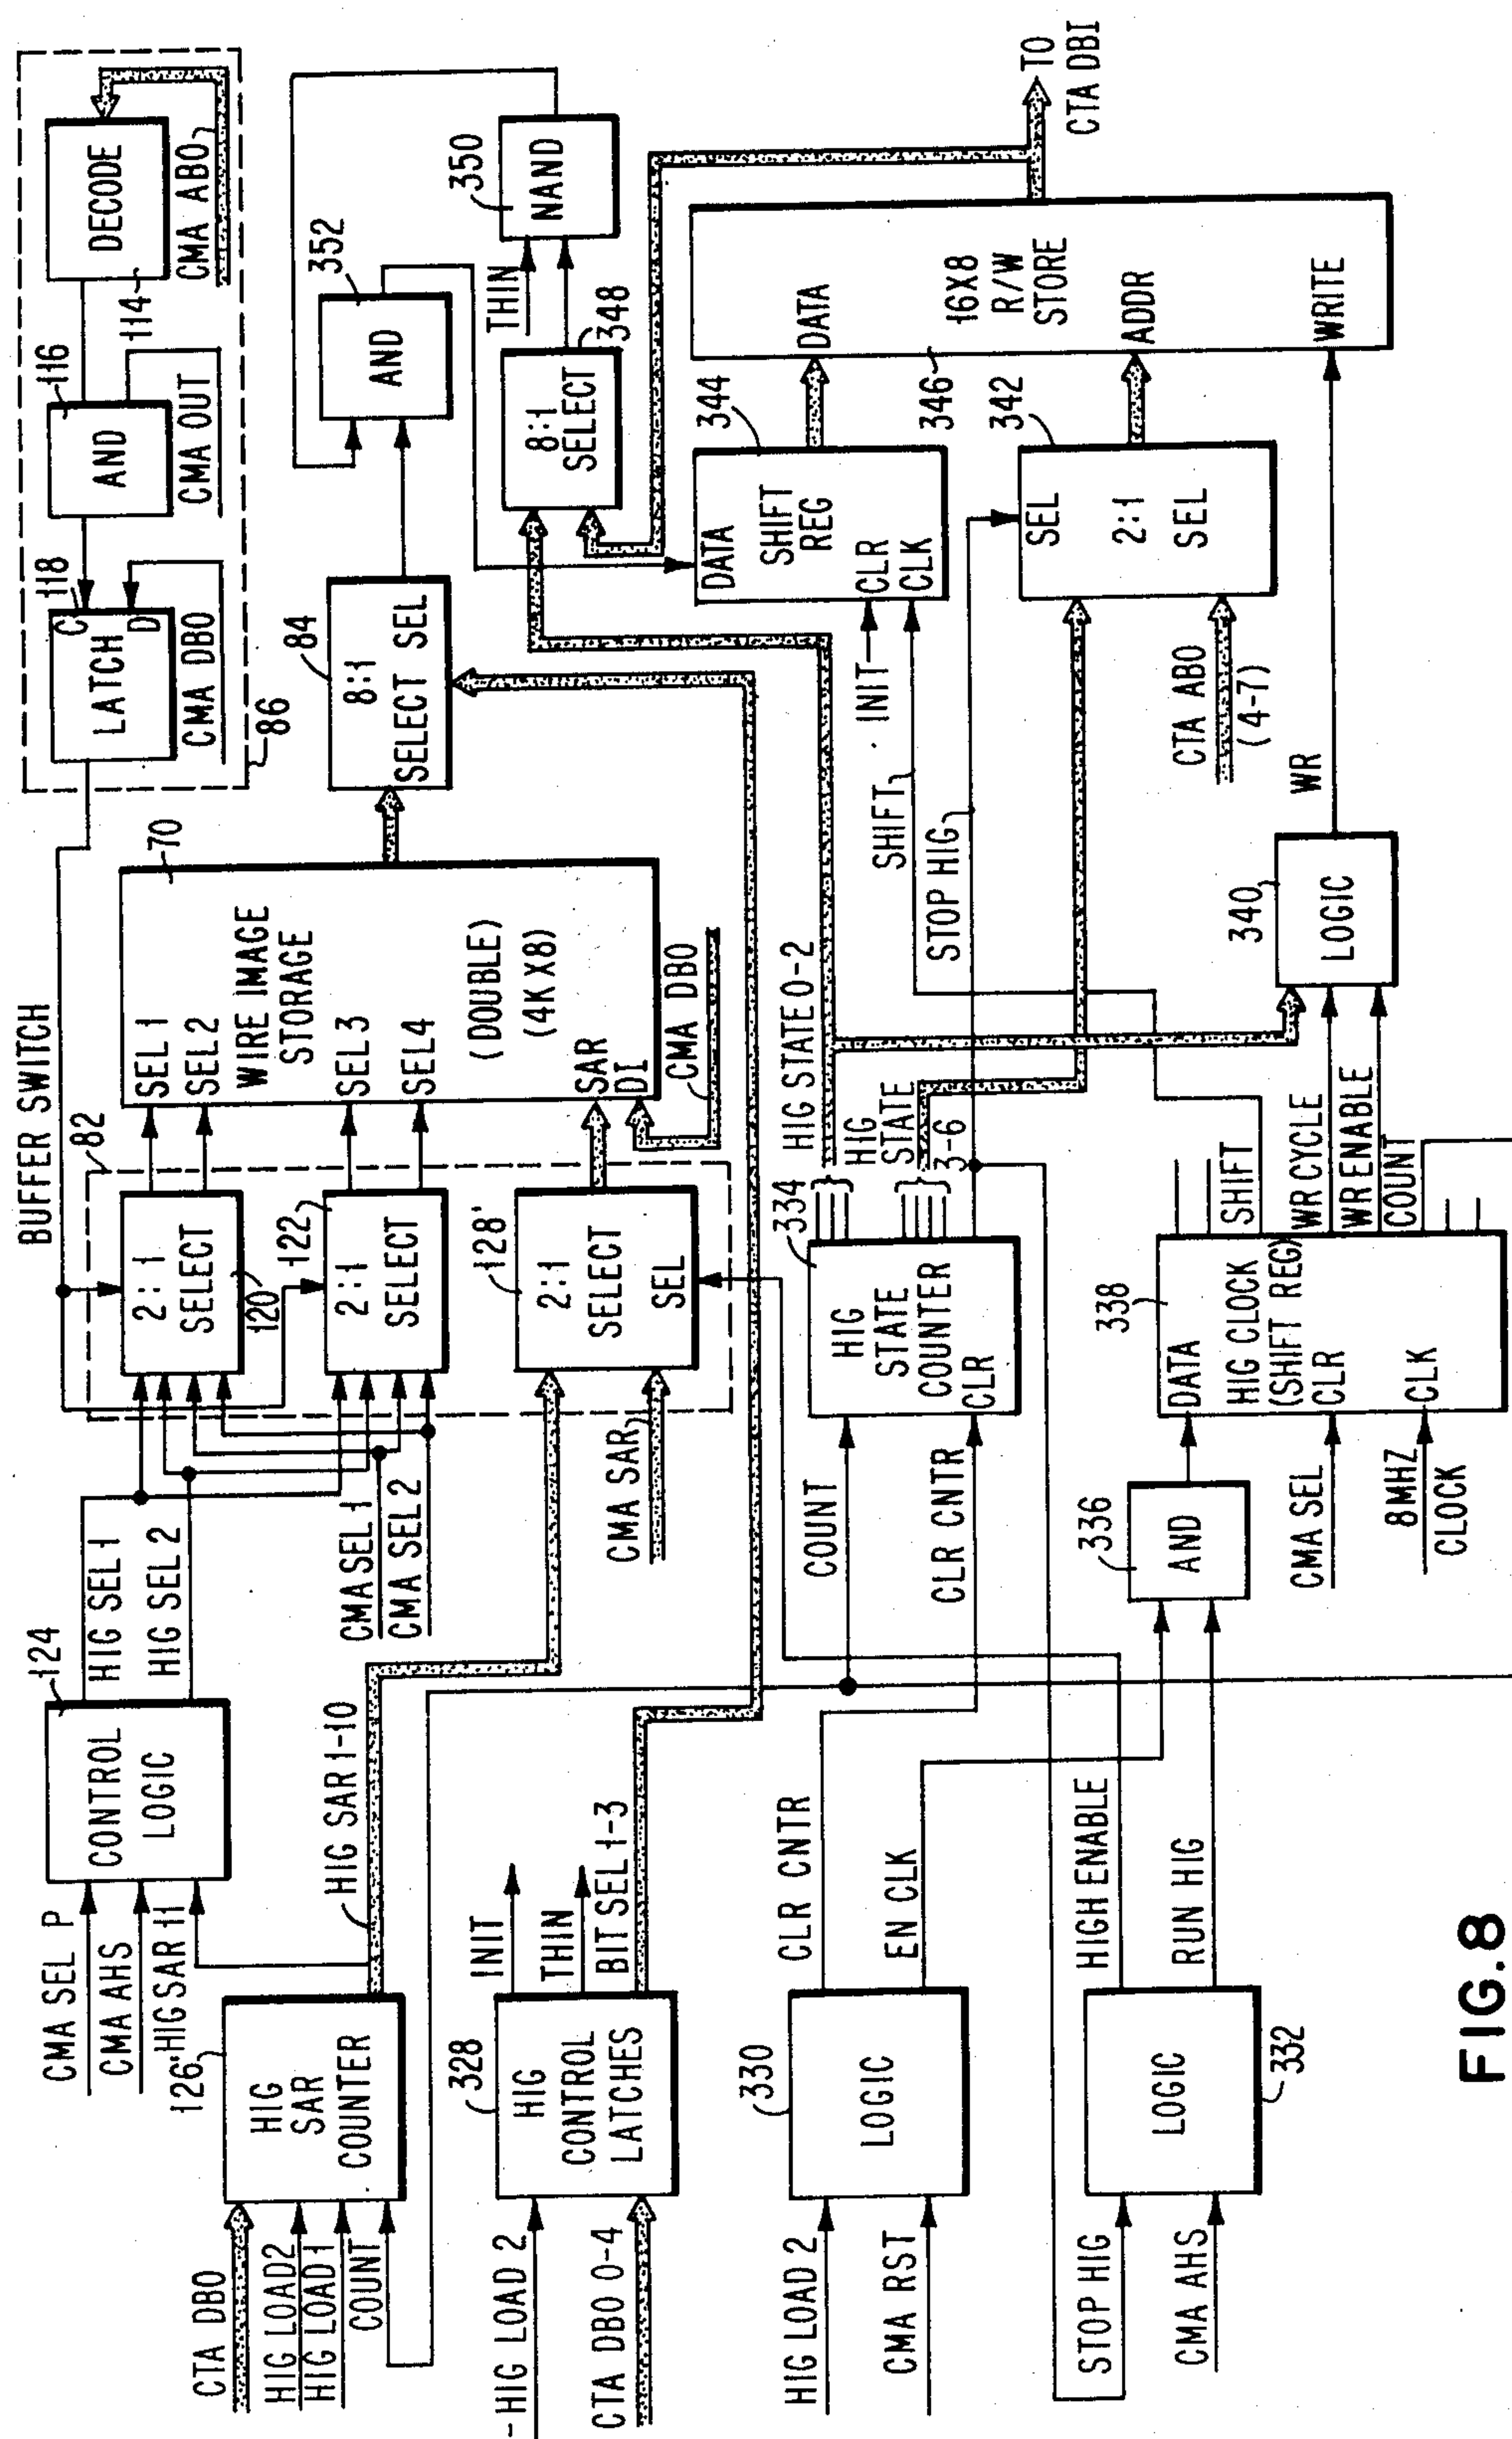 CMA SEL P
CMA AHS
HIG SAR 11
124
CONTROL
LOGIC
HIG SEL 1
HIG SEL 2
CMA SEL 1
CMA SEL 2
BUFFER SWITCH
82
2:1
SELECT
120
122
2:1
SELECT
128'
2:1
SELECT
SEL
CMA SAR
SEL 1
SEL 2
WIRE IMAGE
STORAGE
SEL 3
SEL 4
(DOUBLE)
(4K X 8)
SAR
DI
70
CMA DBO
LATCH
C
D
118
CMA DBO
86
AND
116
CMA OUT
DECODE
114
CMA ABO
CTA DBO
HIG LOAD2
HIG LOAD1
COUNT
126"
HIG
SAR
COUNTER
HIG SAR 1-10
84
8:1
SELECT SEL
352
AND
350
NAND
THIN
348
8:1
SELECT
HIG LOAD 2
CTA DBO 0-4
328
HIG
CONTROL
LATCHES
INIT
THIN
BIT SEL 1-3
HIG LOAD 2
CMA RST
330
LOGIC
CLR CNTR
EN CLK
COUNT
CLR CNTR
334
HIG
STATE
COUNTER
CLR
HIG STATE 0-2
HIG
STATE
3-6
INIT
SHIFT
STOP HIG
344
DATA
SHIFT
REG
CLR
CLK
342
SEL
2:1
SEL
CTA ABO
(4-7)
346
DATA
16X8
R/W
STORE
ADDR
WRITE
TO
CTA DBI
STOP HIG
CMA AHS
LOGIC
332
HIGH ENABLE
RUN HIG
336
AND
CMA SEL
8MHZ
CLOCK
338
DATA
HIG CLOCK
(SHIFT REG)
CLR
CLK
SHIFT
WR CYCLE
WR ENABLE
COUNT
340
LOGIC
WR
FIG.8